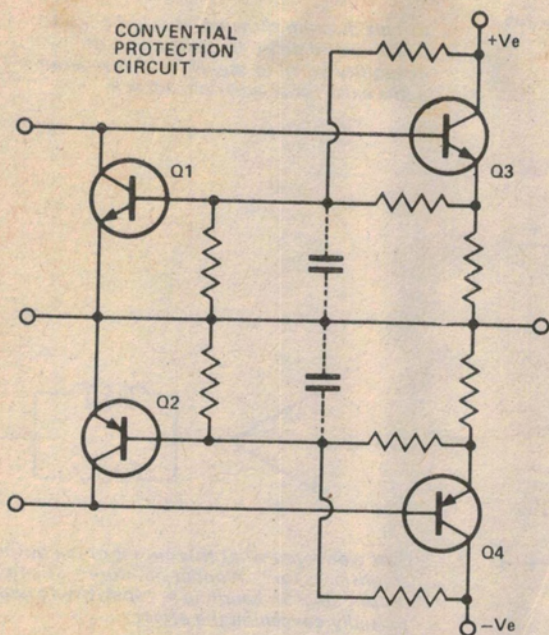 CONVENTIAL
PROTECTION
CIRCUIT
+Ve
Q1
Q3
Q2
Q4
−Ve